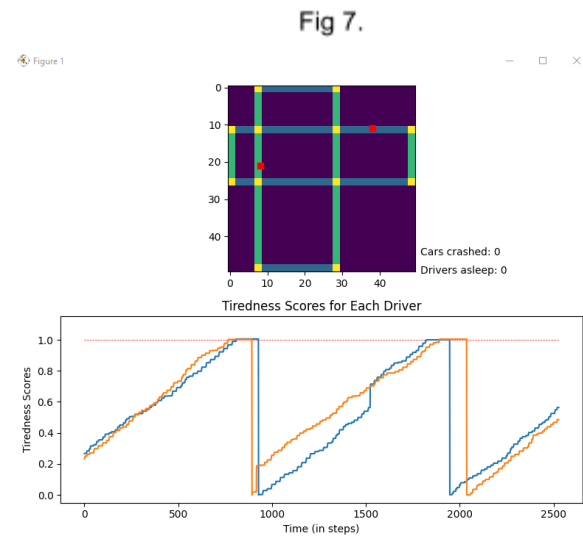 Fig 7.
Figure 1
0
10
20
30
40
0 10 20 30 40
Cars crashed: 0
Drivers asleep: 0
Tiredness Scores for Each Driver
1.0
0.8
0.6
0.4
0.2
0.0
Tiredness Scores
0 500 1000 1500 2000 2500
Time (in steps)